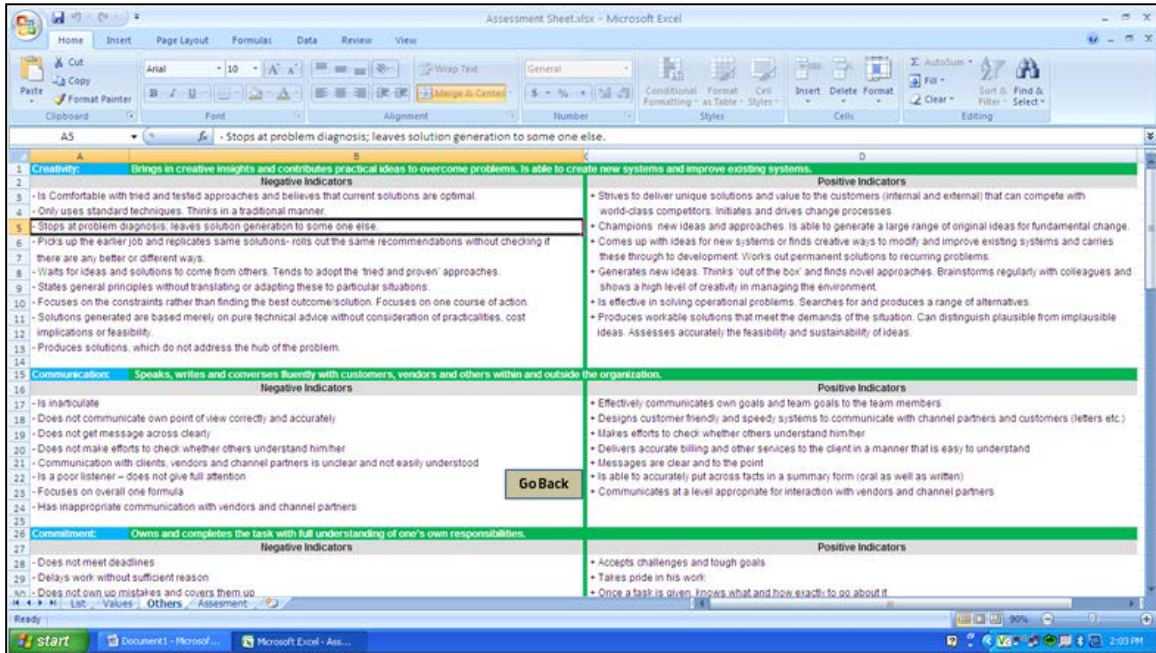 Assessment Sheet.xlsx - Microsoft Excel
Home Insert Page Layout Formulas Data Review View
Cut
Copy
Format Painter
Paste
Clipboard
Arial 10
Font
Wrap Text
Merge & Center
Alignment
General
Number
Conditional Formatting
Format as Table
Cell Styles
Styles
Insert Delete Format
Cells
AutoSum
Fill
Clear
Sort & Filter
Find & Select
Editing
A5 fx - Stops at problem diagnosis; leaves solution generation to some one else.
A B C D
1 Creativity: Brings in creative insights and contributes practical ideas to overcome problems. Is able to create new systems and improve existing systems.
2 Negative Indicators Positive Indicators
3 - Is Comfortable with tried and tested approaches and believes that current solutions are optimal. + Strives to deliver unique solutions and value to the customers (internal and external) that can compete with
4 - Only uses standard techniques. Thinks in a traditional manner. world-class competitors. Initiates and drives change processes.
5 - Stops at problem diagnosis; leaves solution generation to some one else. + Champions new ideas and approaches. Is able to generate a large range of original ideas for fundamental change.
6 - Picks up the earlier job and replicates same solutions- rolls out the same recommendations without checking if + Comes up with ideas for new systems or finds creative ways to modify and improve existing systems and carries
7 there are any better or different ways. these through to development. Works out permanent solutions to recurring problems.
8 - Waits for ideas and solutions to come from others. Tends to adopt the 'tried and proven' approaches. + Generates new ideas. Thinks 'out of the box' and finds novel approaches. Brainstorms regularly with colleagues and
9 - States general principles without translating or adapting these to particular situations. shows a high level of creativity in managing the environment.
10 - Focuses on the constraints rather than finding the best outcome/solution. Focuses on one course of action. + Is effective in solving operational problems. Searches for and produces a range of alternatives.
11 - Solutions generated are based merely on pure technical advice without consideration of practicalities, cost + Produces workable solutions that meet the demands of the situation. Can distinguish plausible from implausible
12 implications or feasibility. ideas. Assesses accurately the feasibility and sustainability of ideas.
13 - Produces solutions, which do not address the hub of the problem.
14
15 Communication: Speaks, writes and converses fluently with customers, vendors and others within and outside the organization.
16 Negative Indicators Positive Indicators
17 - Is inarticulate + Effectively communicates own goals and team goals to the team members
18 - Does not communicate own point of view correctly and accurately + Designs customer friendly and speedy systems to communicate with channel partners and customers (letters etc.)
19 - Does not get message across clearly + Makes efforts to check whether others understand him/her
20 - Does not make efforts to check whether others understand him/her + Delivers accurate billing and other services to the client in a manner that is easy to understand
21 - Communication with clients, vendors and channel partners is unclear and not easily understood + Messages are clear and to the point
22 - Is a poor listener – does not give full attention + Is able to accurately put across facts in a summary form (oral as well as written)
23 - Focuses on overall one formula + Communicates at a level appropriate for interaction with vendors and channel partners
24 - Has inappropriate communication with vendors and channel partners
Go Back
25
26 Commitment: Owns and completes the task with full understanding of one's own responsibilities.
27 Negative Indicators Positive Indicators
28 - Does not meet deadlines + Accepts challenges and tough goals
29 - Delays work without sufficient reason + Takes pride in his work
30 - Does not own up mistakes and covers them up + Once a task is given, knows what and how exactly to go about it
List Values Others Assesment
Ready 90%
start Document1 - Microsof... Microsoft Excel - Ass... 2:03 PM